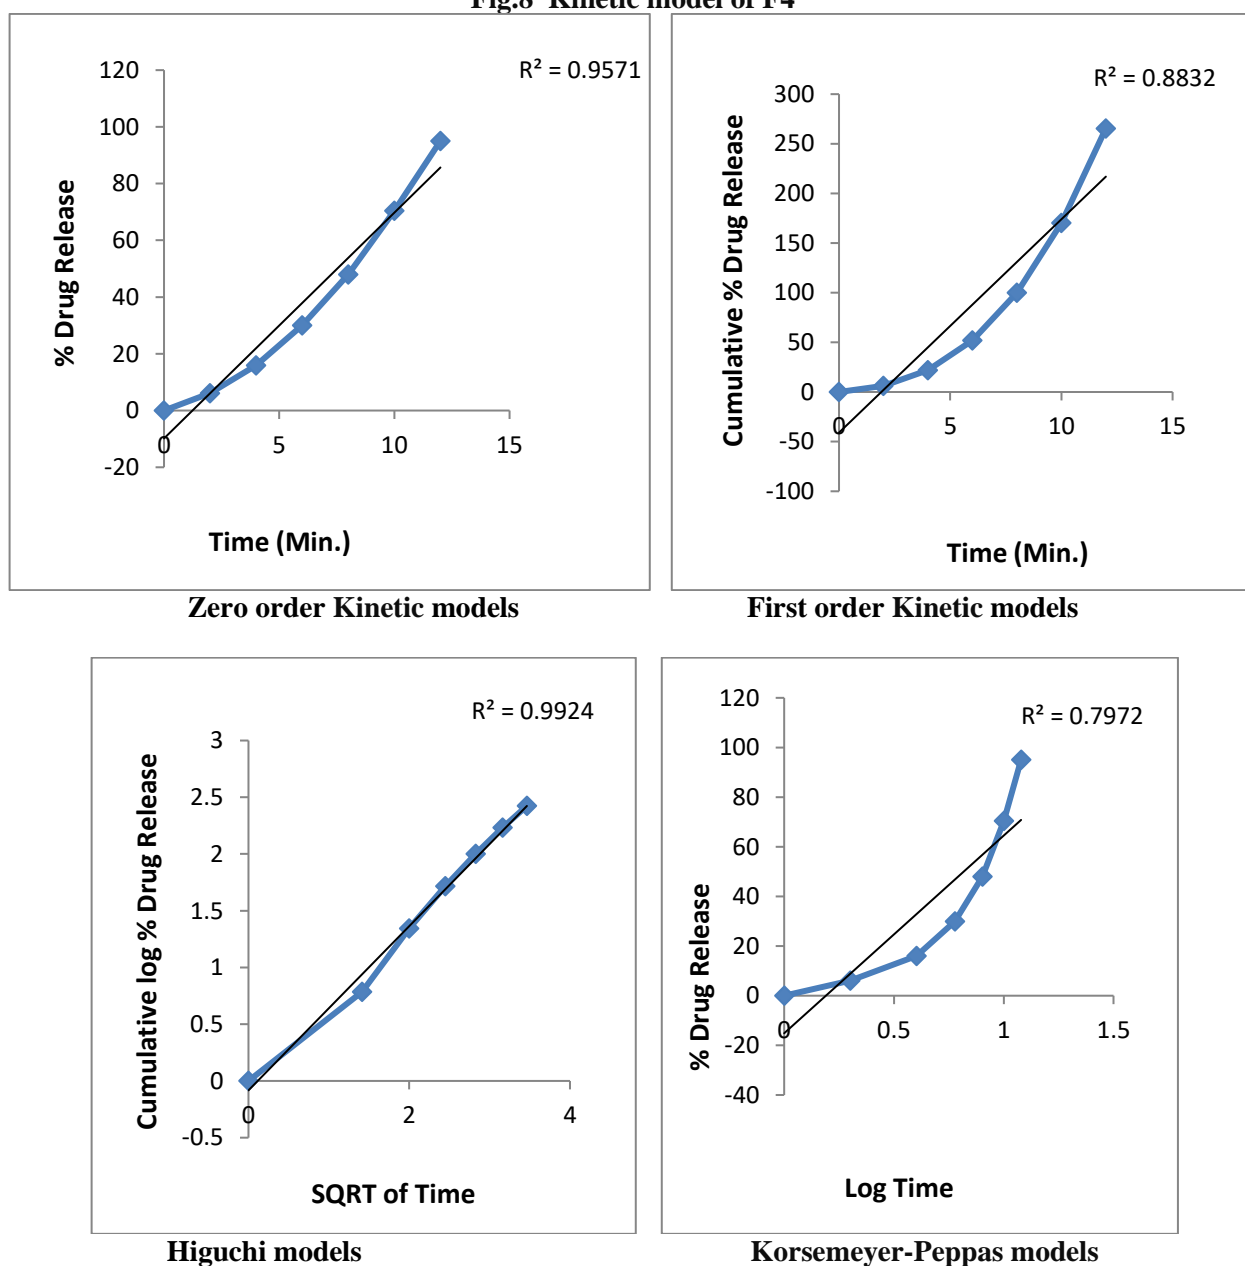 Fig.8 Kinetic model of F4
R² = 0.9571
120
100
80
60
40
20
0
-20
0
5
10
15
% Drug Release
Time (Min.)
R² = 0.8832
300
250
200
150
100
50
0
-50
-100
0
5
10
15
Cumulative % Drug Release
Time (Min.)
Zero order Kinetic models
First order Kinetic models
R² = 0.9924
3
2.5
2
1.5
1
0.5
0
-0.5
0
2
4
Cumulative log % Drug Release
SQRT of Time
R² = 0.7972
120
100
80
60
40
20
0
-20
-40
0
0.5
1
1.5
% Drug Release
Log Time
Higuchi models
Korsemeyer-Peppas models